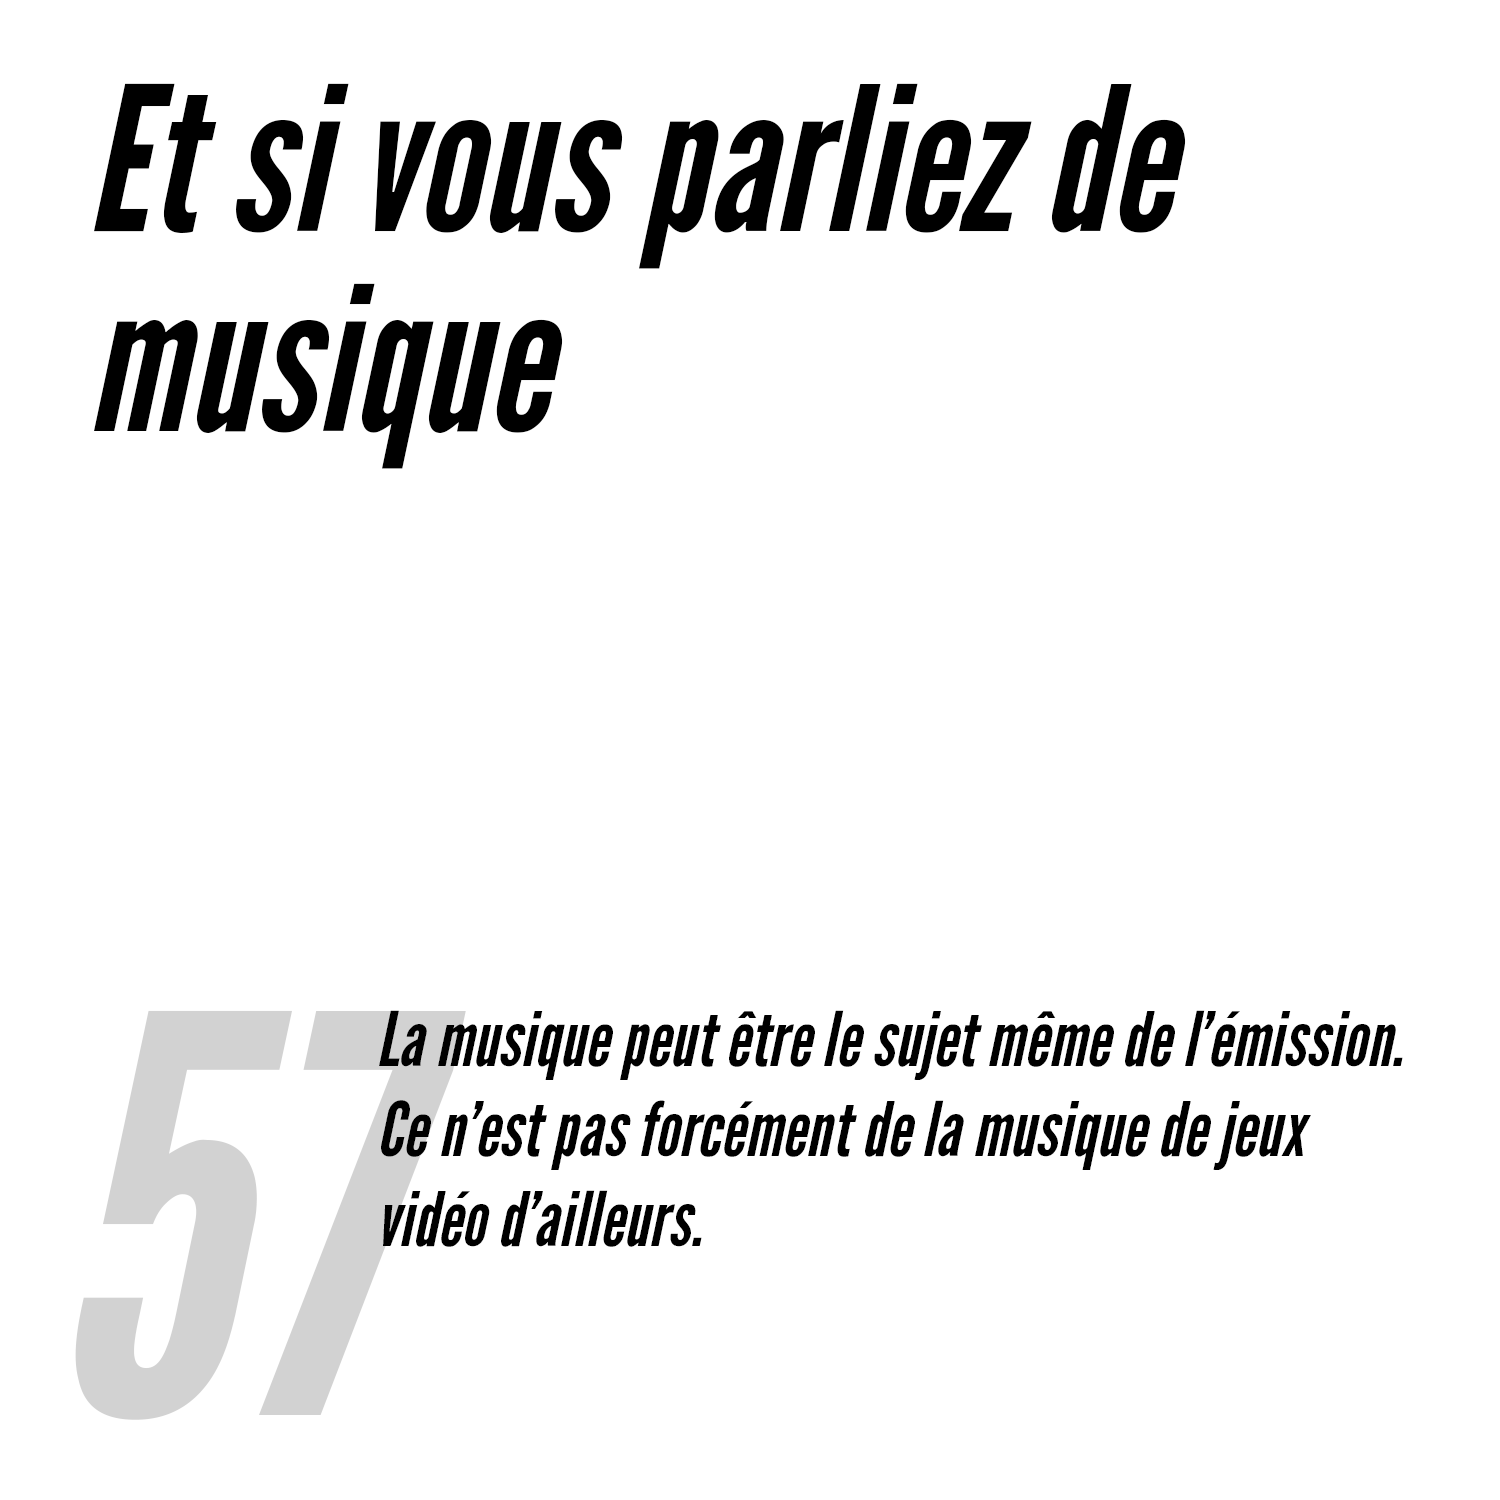 Et si vous parliez de
musique
57
La musique peut être le sujet même de l’émission.
Ce n’est pas forcément de la musique de jeux
vidéo d’ailleurs.